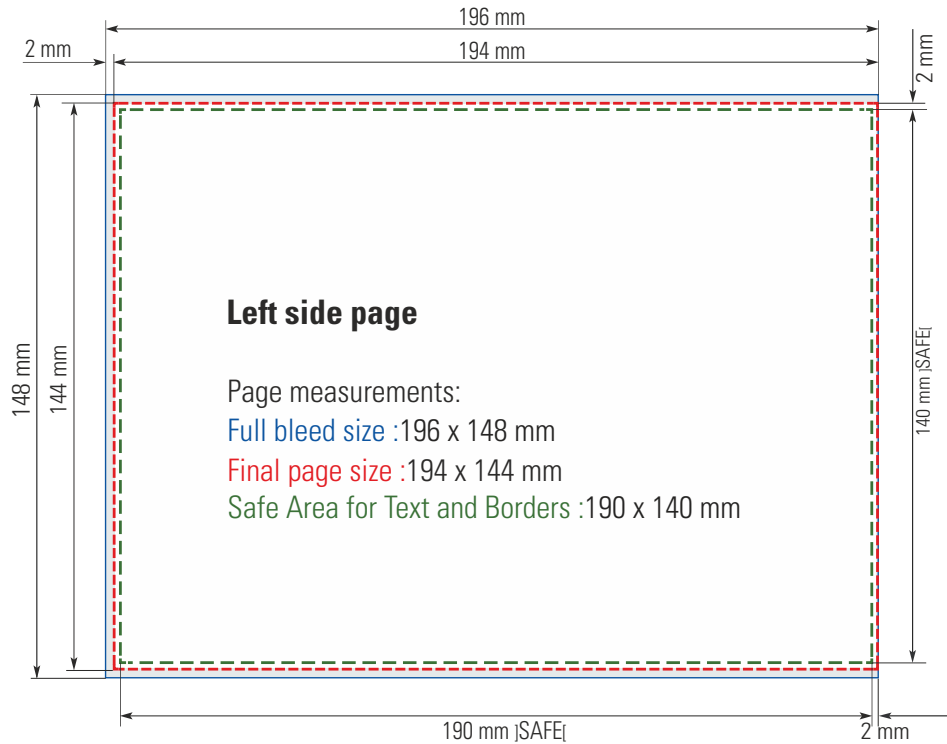 196 mm
2 mm
194 mm
2 mm
148 mm
144 mm
140 mm ]SAFE[
Left side page
Page measurements:
Full bleed size :196 x 148 mm
Final page size :194 x 144 mm
Safe Area for Text and Borders :190 x 140 mm
190 mm ]SAFE[
2 mm